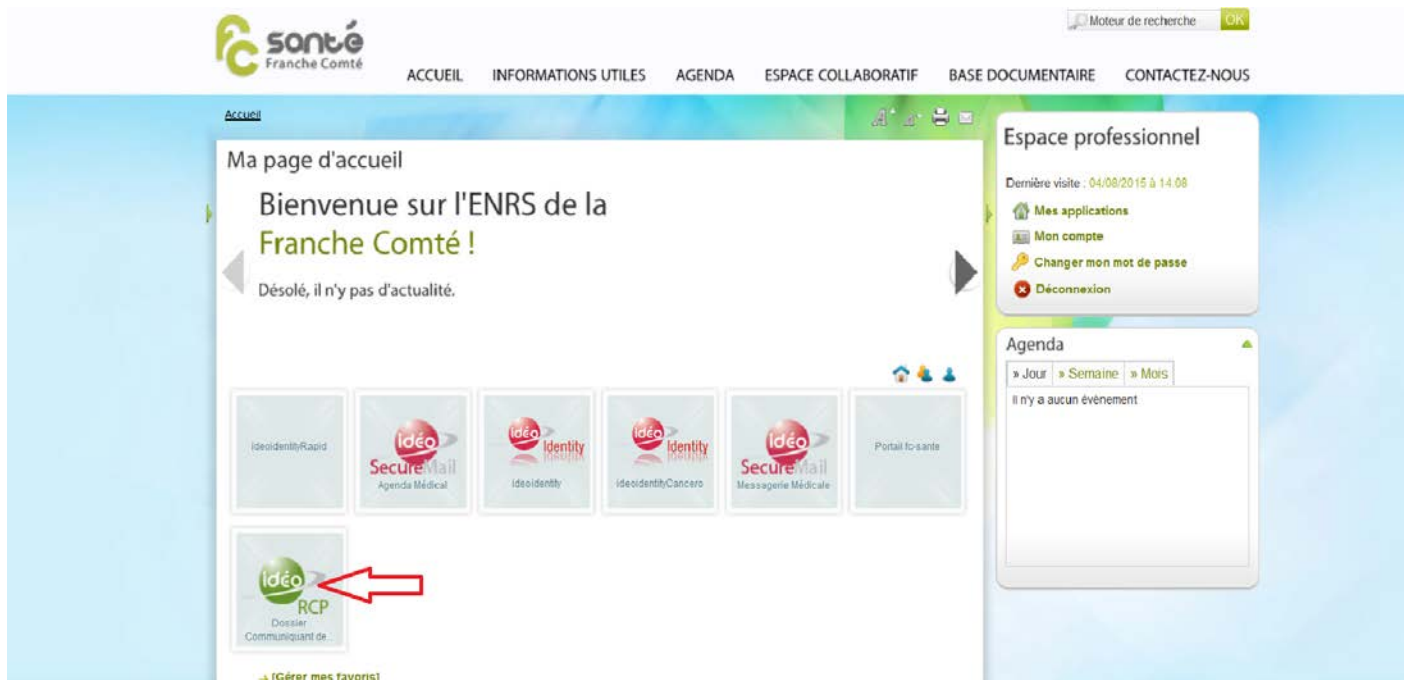 Moteur de recherche OK
fc santé
Franche Comté
ACCUEIL INFORMATIONS UTILES AGENDA ESPACE COLLABORATIF BASE DOCUMENTAIRE CONTACTEZ-NOUS
Accueil
A+ a-
Ma page d'accueil
Bienvenue sur l'ENRS de la
Franche Comté !
Désolé, il n'y pas d'actualité.
Espace professionnel
Dernière visite : 04/08/2015 à 14:08
Mes applications
Mon compte
Changer mon mot de passe
Déconnexion
Agenda
» Jour » Semaine » Mois
Il n'y a aucun évènement
ideoidentityRapid
idéo
SecureMail
Agenda Médical
idéo
Identity
ideoidentity
idéo
Identity
ideoidentityCancero
idéo
SecureMail
Messagerie Médicale
Portail fc-sante
idéo
RCP
Dossier
Communiquant de...
[Gérer mes favoris]